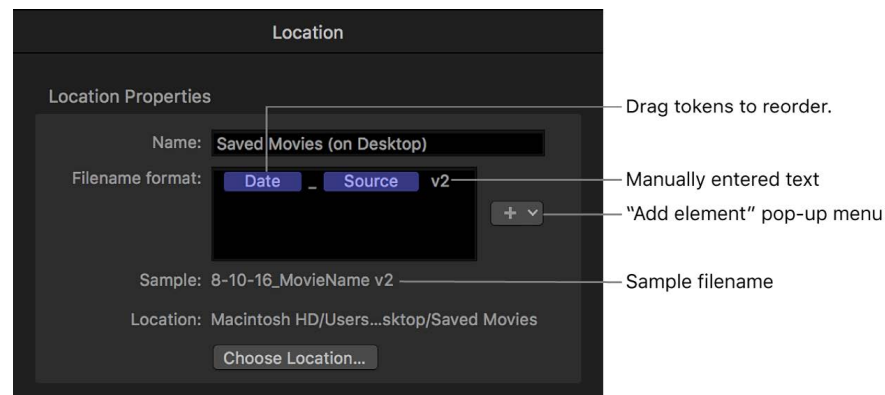 Location
Location Properties
Drag tokens to reorder.
Name: Saved Movies (on Desktop)
Filename format: Date _ Source v2
Manually entered text
+
“Add element” pop-up menu
Sample: 8-10-16_MovieName v2
Sample filename
Location: Macintosh HD/Users...sktop/Saved Movies
Choose Location...